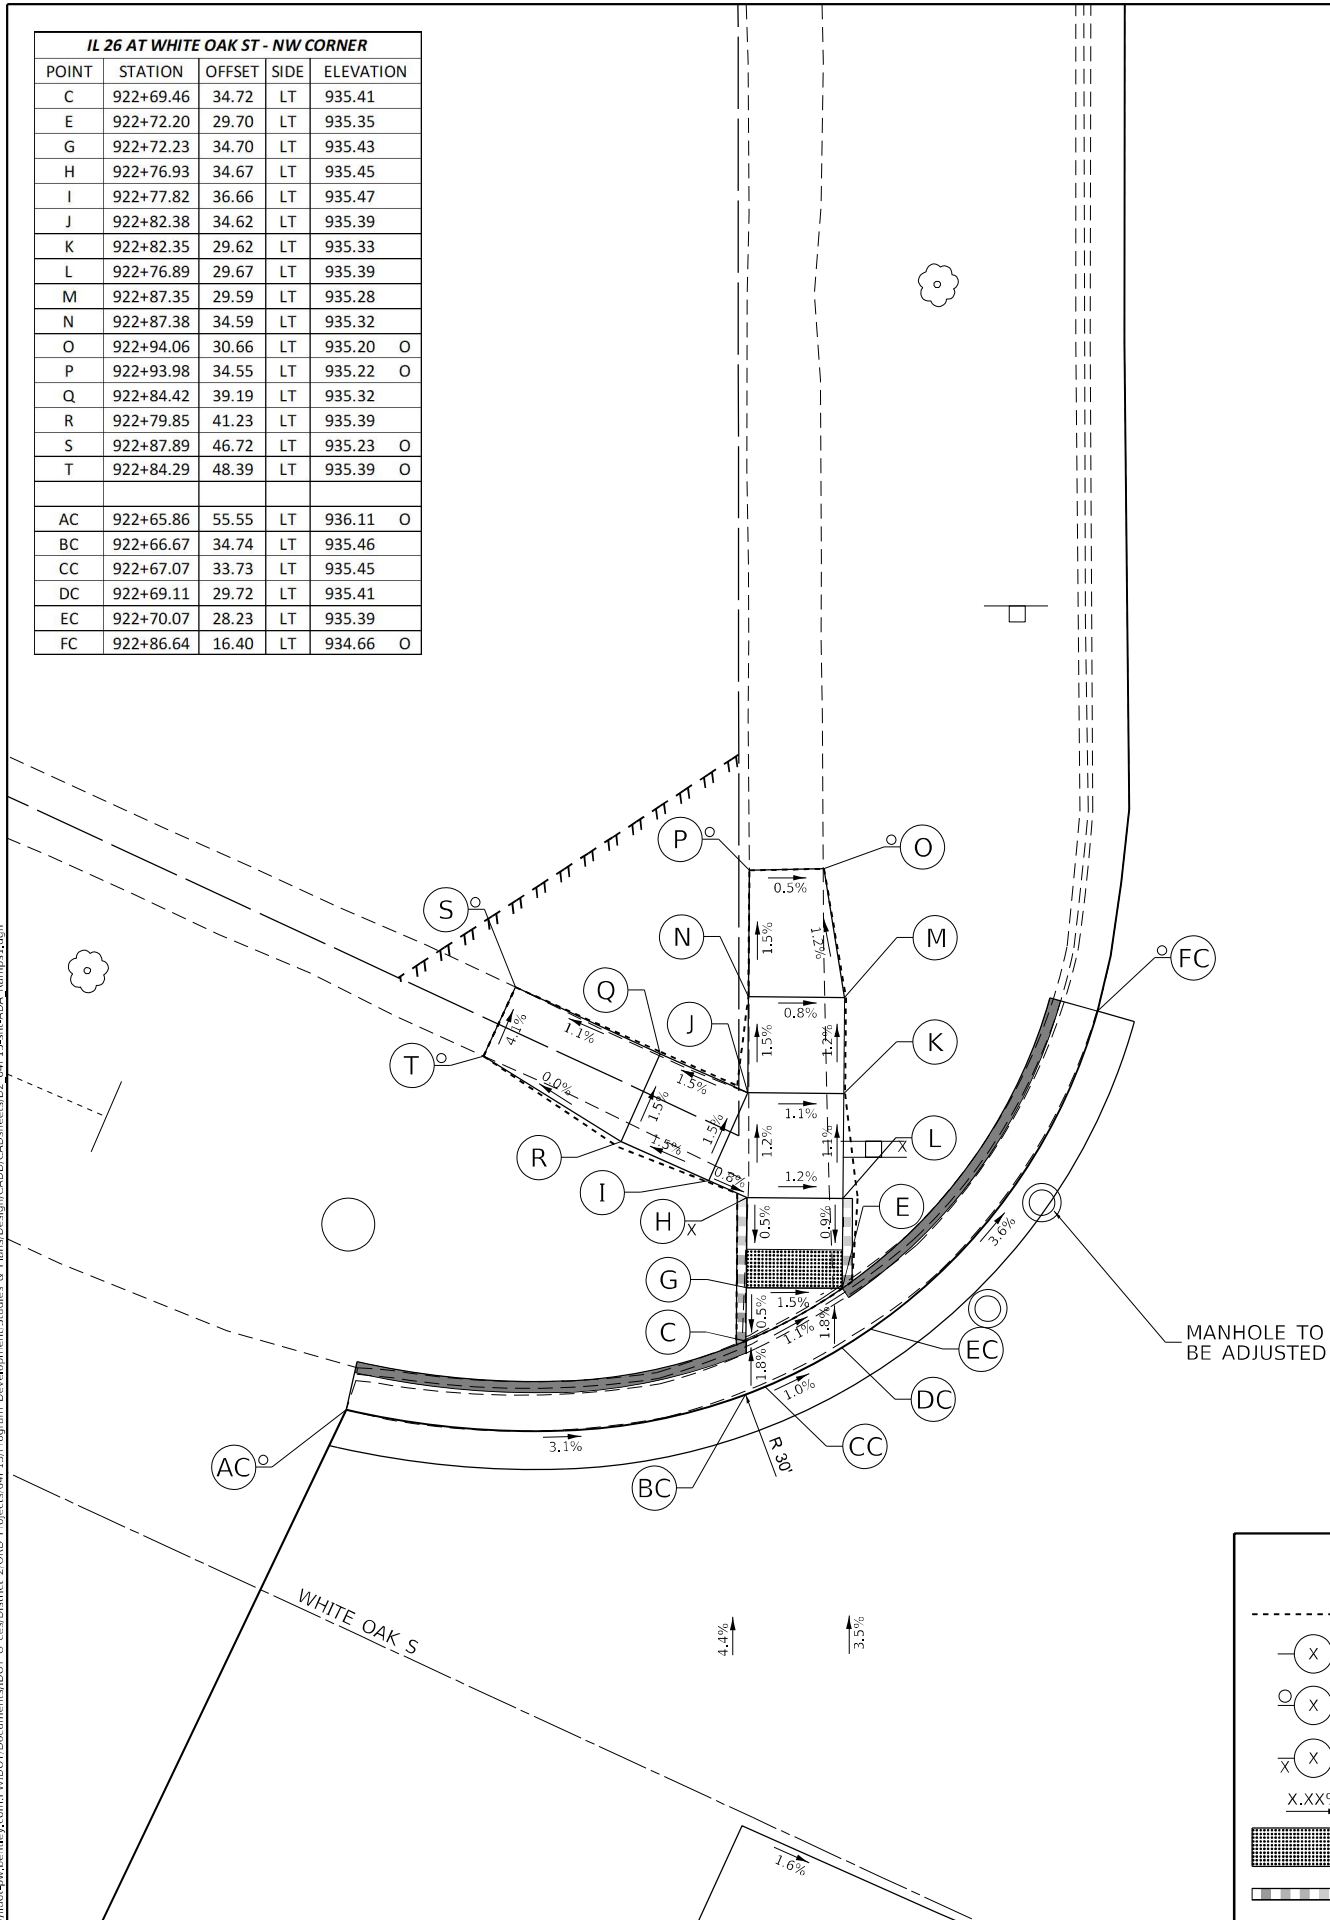 IL 26 AT WHITE OAK ST - NW CORNER
POINT STATION OFFSET SIDE ELEVATION
C 922+69.46 34.72 LT 935.41
E 922+72.20 29.70 LT 935.35
G 922+72.23 34.70 LT 935.43
H 922+76.93 34.67 LT 935.45
I 922+77.82 36.66 LT 935.47
J 922+82.38 34.62 LT 935.39
K 922+82.35 29.62 LT 935.33
L 922+76.89 29.67 LT 935.39
M 922+87.35 29.59 LT 935.28
N 922+87.38 34.59 LT 935.32
O 922+94.06 30.66 LT 935.20 O
P 922+93.98 34.55 LT 935.22 O
Q 922+84.42 39.19 LT 935.32
R 922+79.85 41.23 LT 935.39
S 922+87.89 46.72 LT 935.23 O
T 922+84.29 48.39 LT 935.39 O
AC 922+65.86 55.55 LT 936.11 O
BC 922+66.67 34.74 LT 935.46
CC 922+67.07 33.73 LT 935.45
DC 922+69.11 29.72 LT 935.41
EC 922+70.07 28.23 LT 935.39
FC 922+86.64 16.40 LT 934.66 O
P
O
0.5%
S
N
1.5%
1.2%
M
FC
Q
0.8%
J
1.1%
4.1%
1.5%
1.2%
K
T
0.0%
1.5%
1.5%
1.5%
1.1%
1.2%
1.1%
X
L
R
1.5%
0.8%
1.2%
I
H
X
0.5%
0.9%
E
3.6%
G
1.5%
0.5%
C
1.1%
1.8%
EC
MANHOLE TO
BE ADJUSTED
1.8%
1.0%
DC
3.1%
R 30'
CC
AC
BC
WHITE OAK S
4.4%
3.5%
X
X
X
X
X.XX%
1.6%